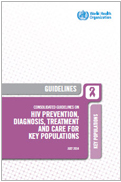 World Health
Organization
GUIDELINES
CONSOLIDATED GUIDELINES ON
HIV PREVENTION,
DIAGNOSIS, TREATMENT
AND CARE FOR
KEY POPULATIONS
JULY 2014
KEY POPULATIONS